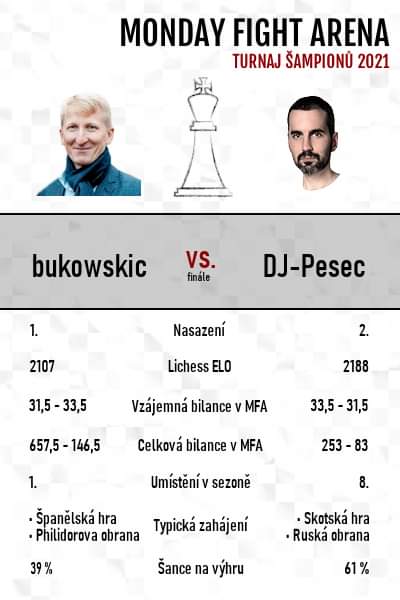 MONDAY FIGHT ARENA
TURNAJ ŠAMPIONŮ 2021
bukowskic VS. DJ-Pesec
finále
1. Nasazení 2.
2107 Lichess ELO 2188
31,5 - 33,5 Vzájemná bilance v MFA 33,5 - 31,5
657,5 - 146,5 Celková bilance v MFA 253 - 83
1. Umístění v sezoně 8.
· Španělská hra Typická zahájení · Skotská hra
· Philidorova obrana · Ruská obrana
39 % Šance na výhru 61 %